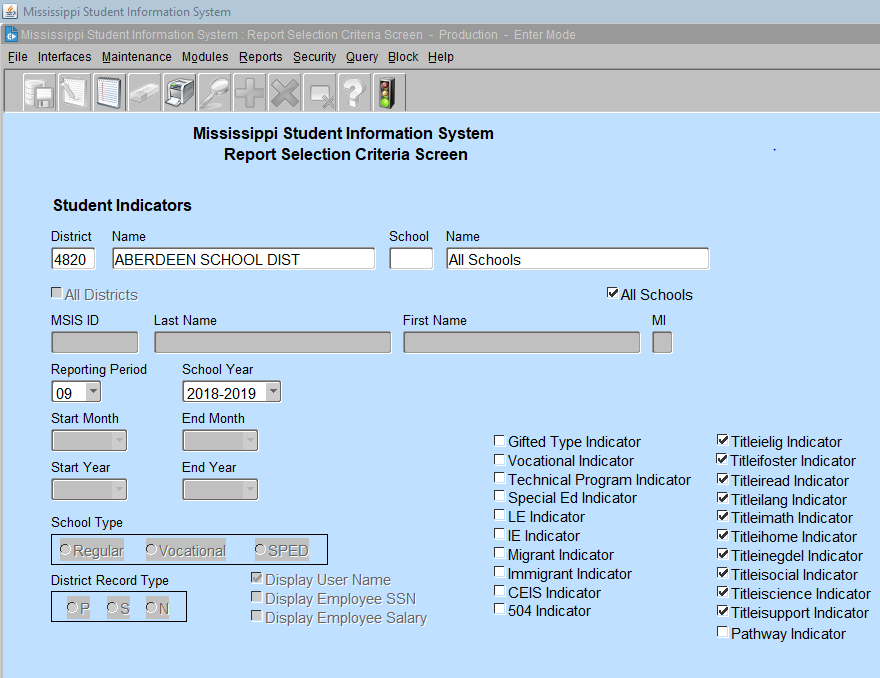 Mississippi Student Information System
Mississippi Student Information System : Report Selection Criteria Screen - Production - Enter Mode
File Interfaces Maintenance Modules Reports Security Query Block Help
Mississippi Student Information System
Report Selection Criteria Screen
Student Indicators
District Name School Name
4820 ABERDEEN SCHOOL DIST All Schools
All Districts All Schools
MSIS ID Last Name First Name MI
Reporting Period School Year
09 2018-2019
Start Month End Month
Start Year End Year
School Type
Regular Vocational SPED
District Record Type
P S N
Display User Name
Display Employee SSN
Display Employee Salary
Gifted Type Indicator
Vocational Indicator
Technical Program Indicator
Special Ed Indicator
LE Indicator
IE Indicator
Migrant Indicator
Immigrant Indicator
CEIS Indicator
504 Indicator
Titleielig Indicator
Titleifoster Indicator
Titleiread Indicator
Titleilang Indicator
Titleimath Indicator
Titleihome Indicator
Titleinegdel Indicator
Titleisocial Indicator
Titleiscience Indicator
Titleisupport Indicator
Pathway Indicator